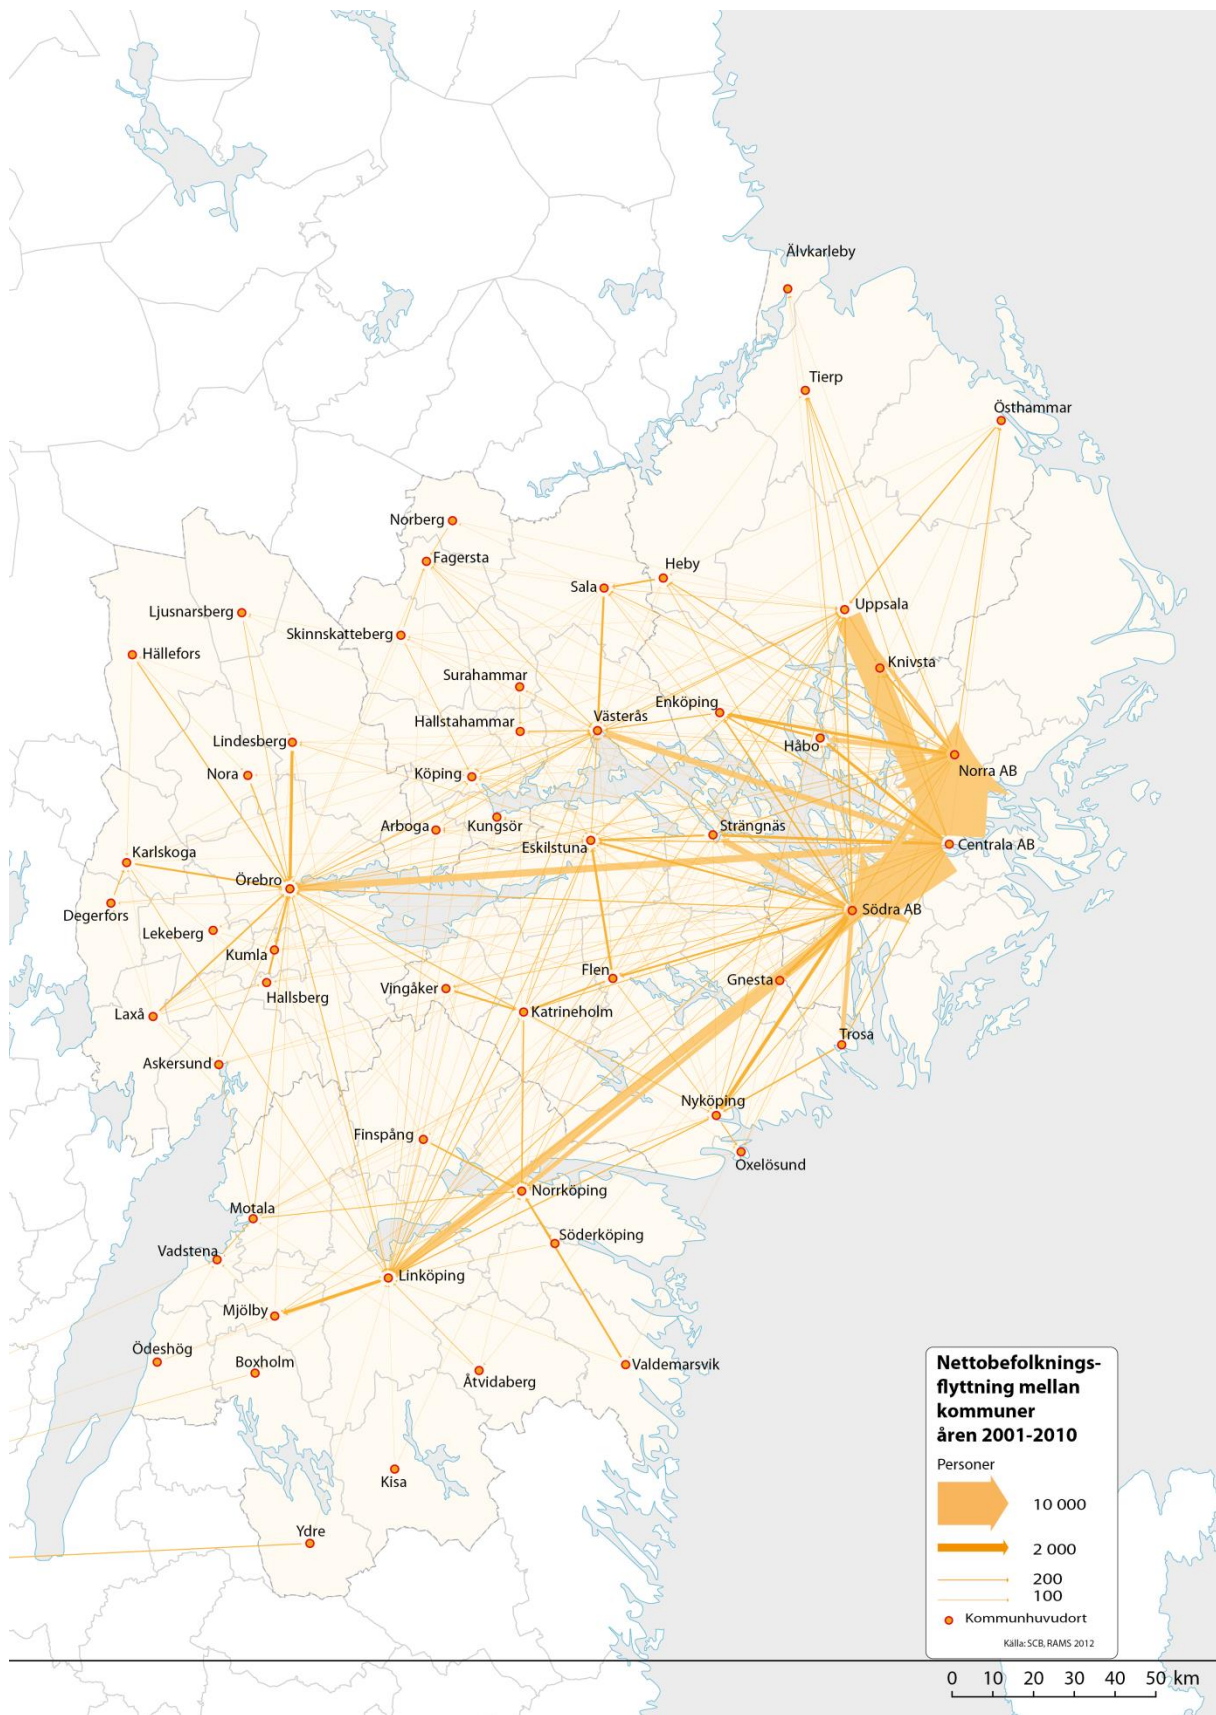 Älvkarleby
Tierp
Östhammar
Norberg
Fagersta
Heby
Sala
Uppsala
Ljusnarsberg
Skinnskatteberg
Hällefors
Knivsta
Surahammar
Enköping
Västerås
Hallstahammar
Lindesberg
Håbo
Norra AB
Nora
Köping
Arboga
Kungsör
Strängnäs
Eskilstuna
Centrala AB
Karlskoga
Örebro
Degerfors
Södra AB
Lekeberg
Kumla
Flen
Gnesta
Vingåker
Hallsberg
Laxå
Katrineholm
Trosa
Askersund
Nyköping
Finspång
Oxelösund
Norrköping
Motala
Söderköping
Vadstena
Linköping
Mjölby
Ödeshög
Boxholm
Valdemarsvik
Åtvidaberg
Kisa
Ydre
Nettobefolknings-
flyttning mellan
kommuner
åren 2001-2010
Personer
10 000
2 000
200
100
Kommunhuvudort
Källa: SCB, RAMS 2012
0 10 20 30 40 50 km